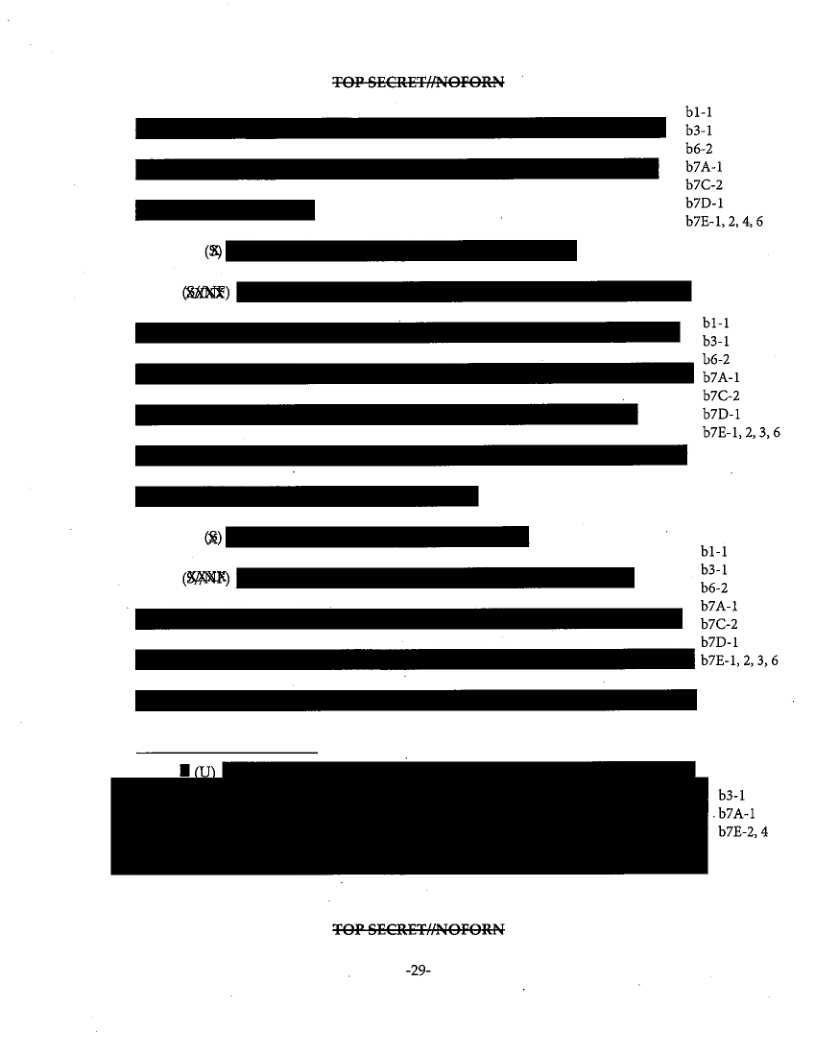 TOP SECRET//NOFORN
b1-1
b3-1
b6-2
b7A-1
b7C-2
b7D-1
b7E-1, 2, 4, 6
(S)
(S//NF)
b1-1
b3-1
b6-2
b7A-1
b7C-2
b7D-1
b7E-1, 2, 3, 6
(S)
(S//NF)
b1-1
b3-1
b6-2
b7A-1
b7C-2
b7D-1
b7E-1, 2, 3, 6
(U)
b3-1
b7A-1
b7E-2, 4
TOP SECRET//NOFORN
-29-